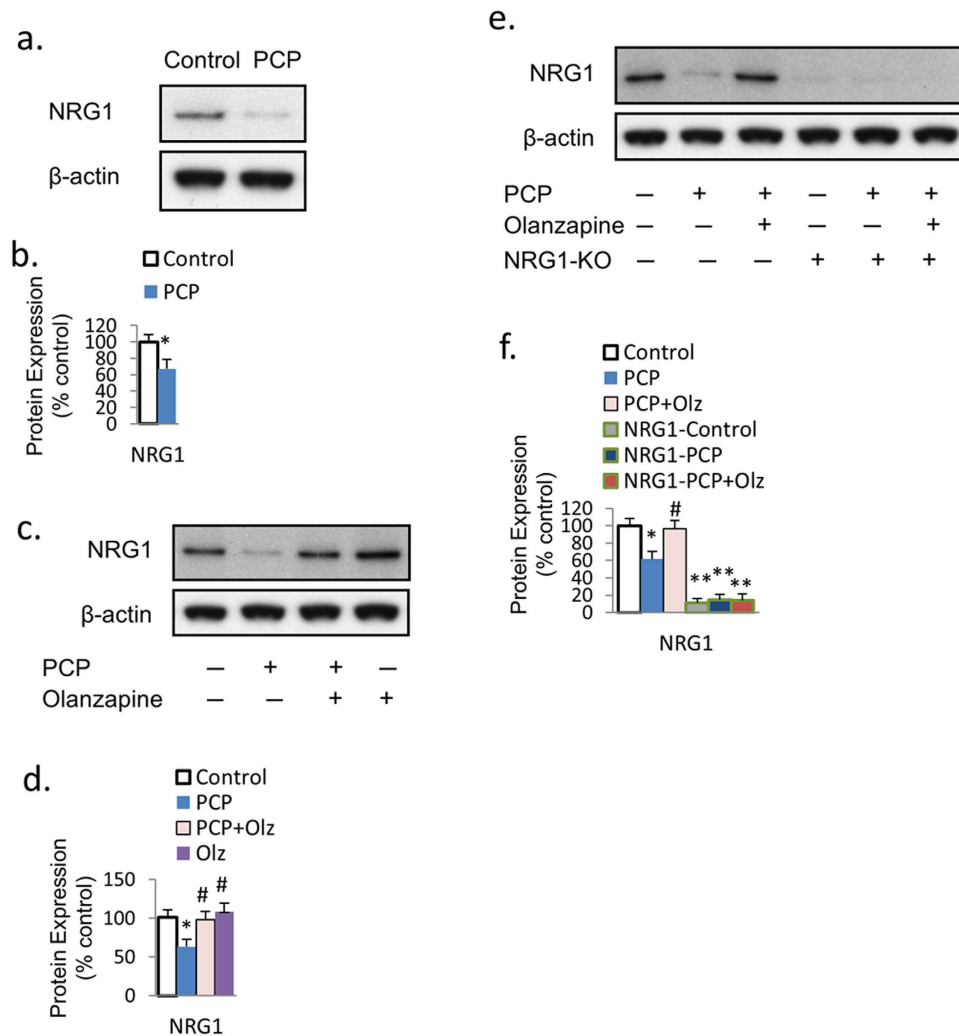 a.
Control PCP
NRG1
β-actin
b.
Control
PCP
Protein Expression
(% control)
120
100
80
60
40
20
0
*
NRG1
c.
NRG1
β-actin
PCP – + + –
Olanzapine – – + +
d.
Control
PCP
PCP+Olz
Olz
Protein Expression
(% control)
150
100
50
0
* # #
NRG1
e.
NRG1
β-actin
PCP – + + – + +
Olanzapine – – + – – +
NRG1-KO – – – + + +
f.
Control
PCP
PCP+Olz
NRG1-Control
NRG1-PCP
NRG1-PCP+Olz
Protein Expression
(% control)
120
100
80
60
40
20
0
* # ** ** **
NRG1